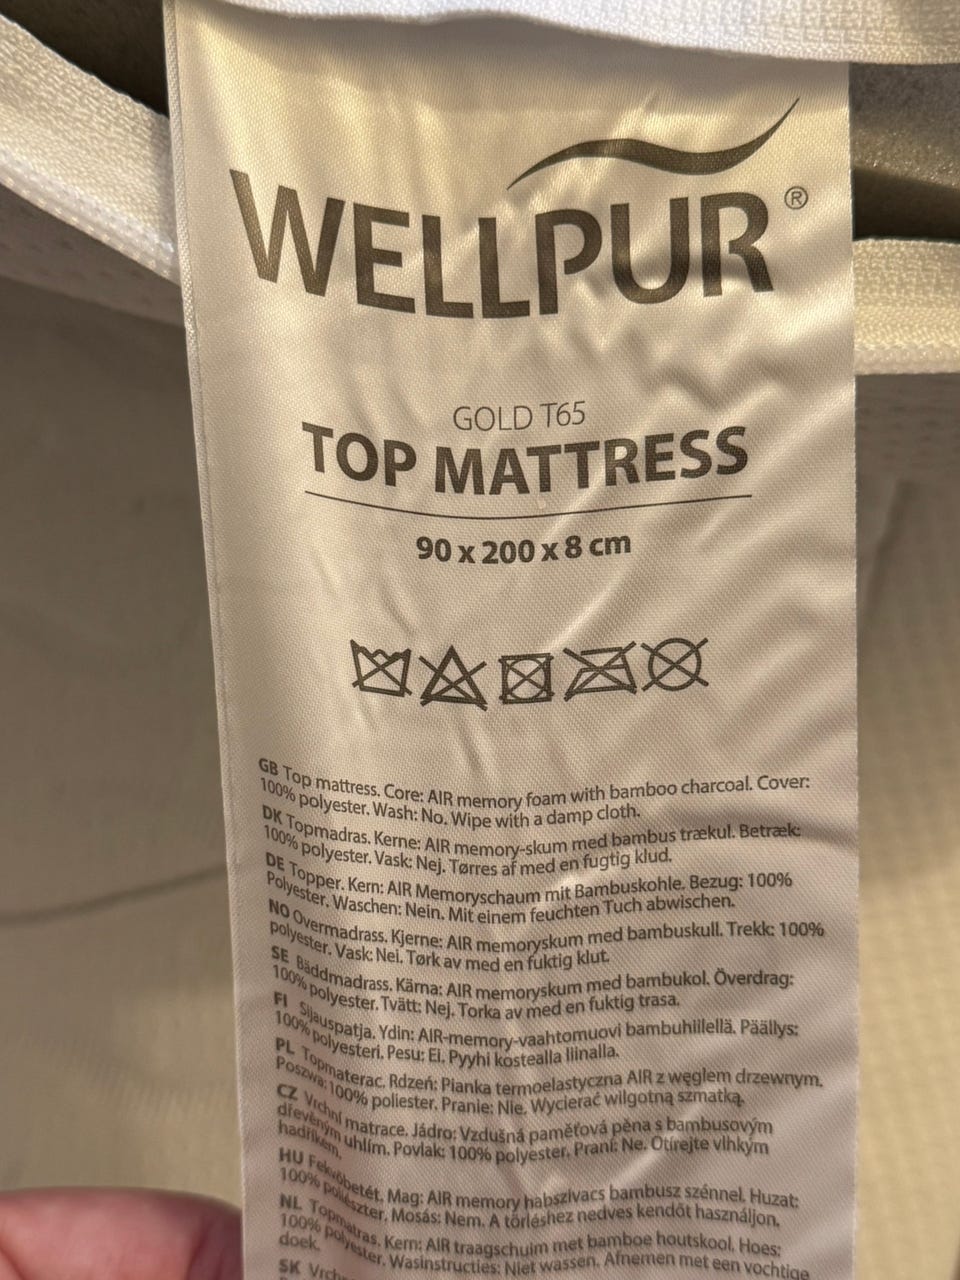 WELLPUR®
GOLD T65
TOP MATTRESS
90 x 200 x 8 cm
GB Top mattress. Core: AIR memory foam with bamboo charcoal. Cover:
100% polyester. Wash: No. Wipe with a damp cloth.
DK Topmadras. Kerne: AIR memory-skum med bambus trækul. Betræk:
100% polyester. Vask: Nej. Tørres af med en fugtig klud.
DE Topper. Kern: AIR Memoryschaum mit Bambuskohle. Bezug: 100%
Polyester. Waschen: Nein. Mit einem feuchten Tuch abwischen.
NO Overmadrass. Kjerne: AIR memoryskum med bambuskull. Trekk: 100%
polyester. Vask: Nei. Tørk av med en fuktig klut.
SE Bäddmadrass. Kärna: AIR memoryskum med bambukol. Överdrag:
100% polyester. Tvätt: Nej. Torka av med en fuktig trasa.
FI Sijauspatja. Ydin: AIR-memory-vaahtomuovi bambuhiilellä. Päällys:
100% polyesteri. Pesu: Ei. Pyyhi kostealla liinalla.
PL Topmaterac. Rdzeń: Pianka termoelastyczna AIR z węglem drzewnym.
Poszwa: 100% poliester. Pranie: Nie. Wycierać wilgotną szmatką.
CZ Vrchní matrace. Jádro: Vzdušná paměťová pěna s bambusovým
dřevěným uhlím. Povlak: 100% polyester. Praní: Ne. Otírejte vlhkým
hadříkem.
HU Fekvőbetét. Mag: AIR memory habszivacs bambusz szénnel. Huzat:
100% poliészter. Mosás: Nem. A törléshez nedves kendőt használjon.
NL Topmatras. Kern: AIR traagschuim met bamboe houtskool. Hoes:
100% polyester. Wasinstructies: Niet wassen. Afnemen met een vochtige
doek.
SK